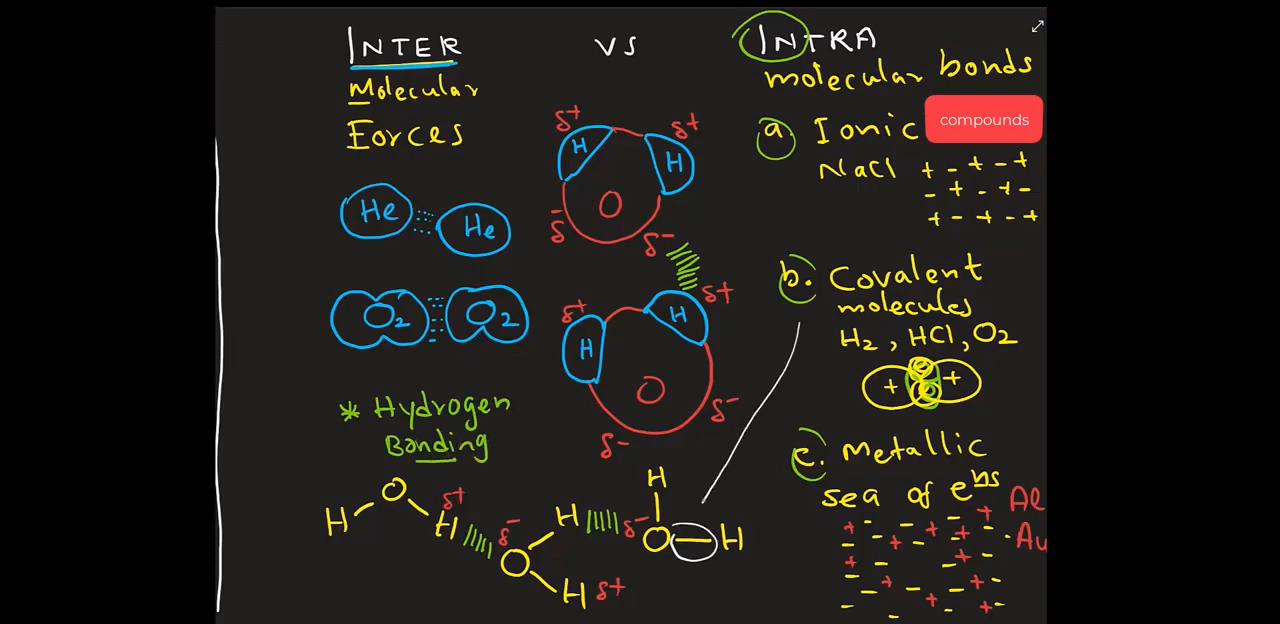 INTER VS INTRA
Molecular
Forces
He He
O2 O2
* Hydrogen
Bonding
δ+ δ+
H H
O
δ- δ-
δ+ δ+
H H
O
δ- δ-
H O H δ+
δ- O H
H δ+
H
δ- O H
molecular bonds
a. Ionic compounds
NaCl + - + - +
- + - + -
+ - + - +
b. Covalent
molecules
H2, HCl, O2
+ +
c. Metallic
sea of ens
Al
Au